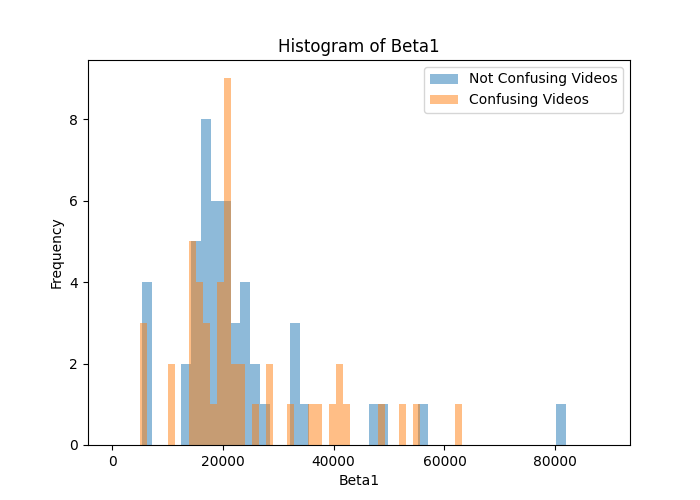 Histogram of Beta1
Not Confusing Videos
Confusing Videos
Frequency
8
6
4
2
0
0 20000 40000 60000 80000
Beta1